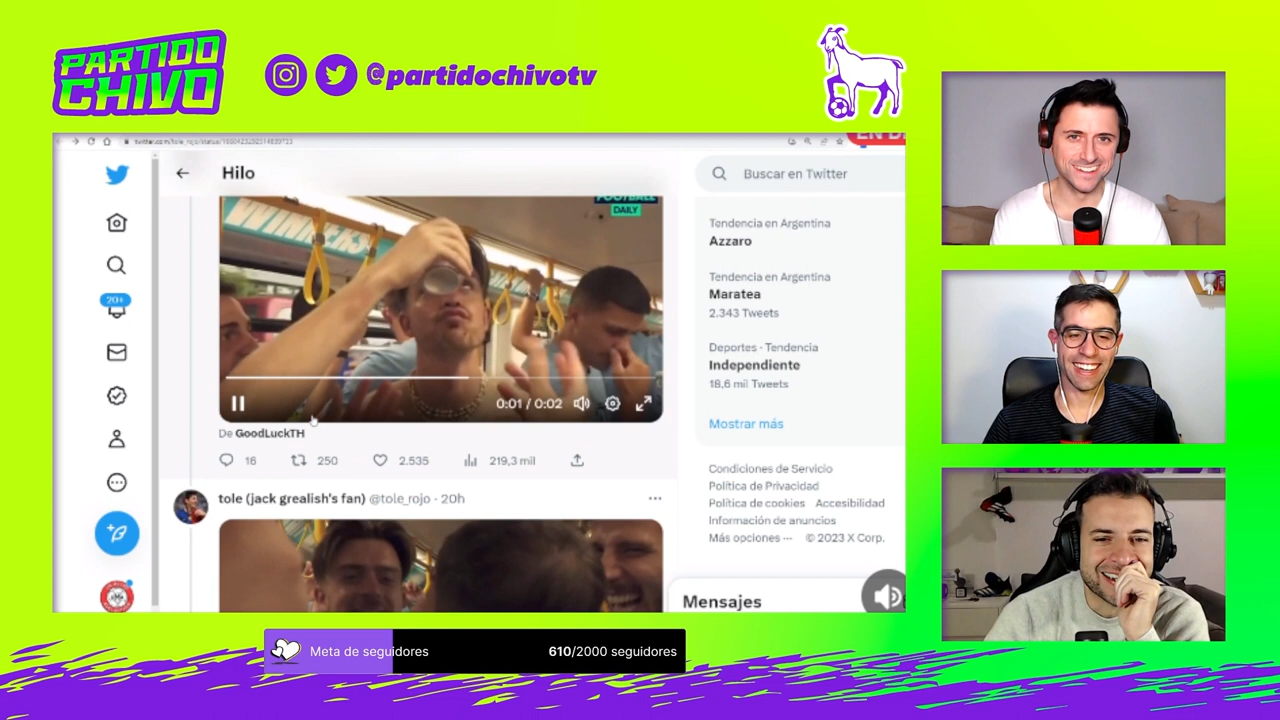 PARTIDO
CHIVO
@partidochivotv
EN D
Hilo
Buscar en Twitter
WINNERS
FOOTBALL
DAILY
Tendencia en Argentina
Azzaro
Tendencia en Argentina
Maratea
2.343 Tweets
Deportes · Tendencia
Independiente
18,6 mil Tweets
Mostrar más
20+
0:01 / 0:02
De GoodLuckTH
16
250
2.535
219,3 mil
tole (jack grealish's fan) @tole_rojo · 20h
Condiciones de Servicio
Política de Privacidad
Política de cookies Accesibilidad
Información de anuncios
Más opciones ··· © 2023 X Corp.
Mensajes
Meta de seguidores
610/2000 seguidores